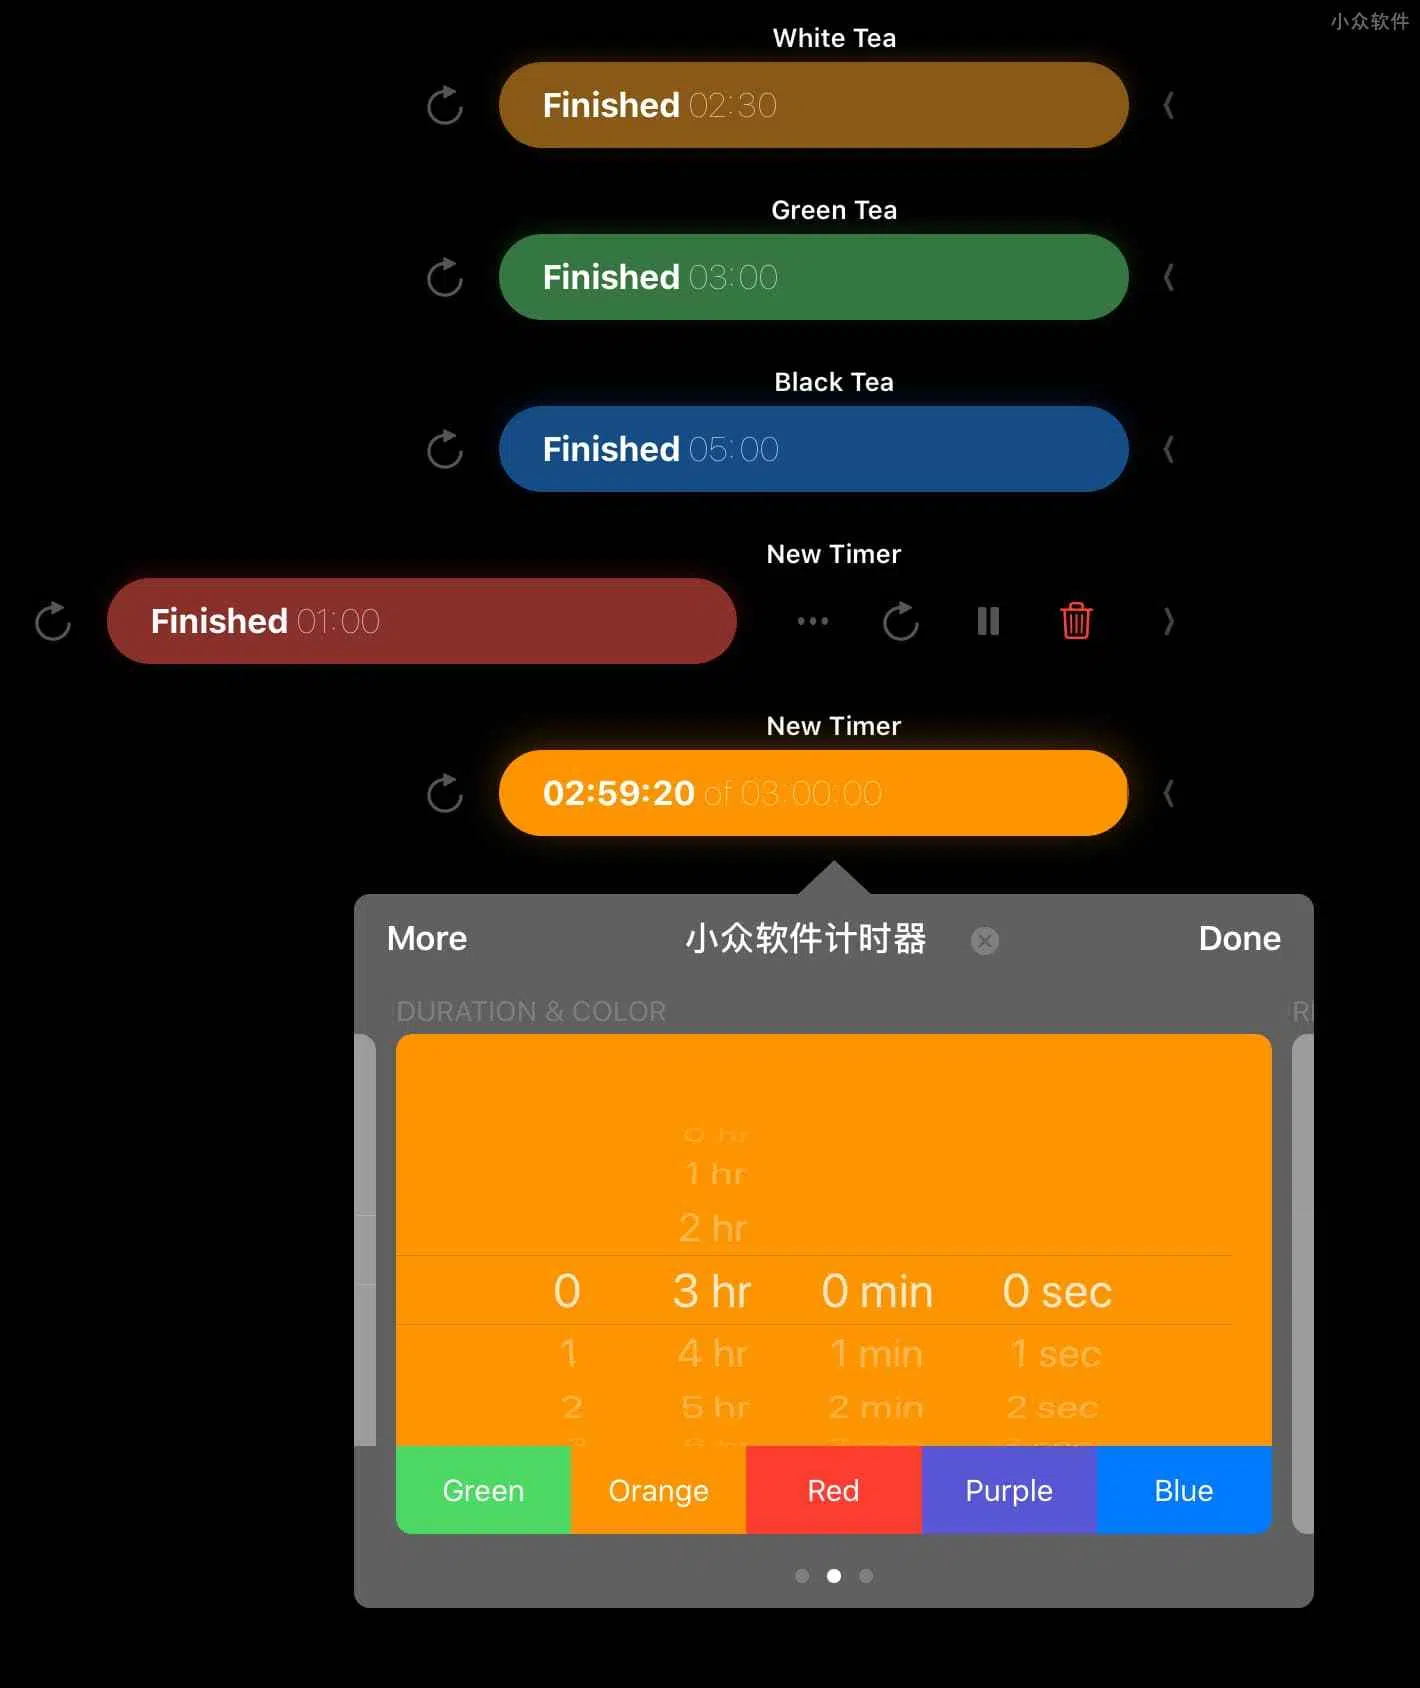 小众软件
White Tea
Finished 02:30
Green Tea
Finished 03:00
Black Tea
Finished 05:00
New Timer
Finished 01:00
New Timer
02:59:20 of 03:00:00
More 小众软件计时器 Done
DURATION & COLOR
0 hr
1 hr
2 hr
0 3 hr 0 min 0 sec
1 4 hr 1 min 1 sec
2 5 hr 2 min 2 sec
Green Orange Red Purple Blue